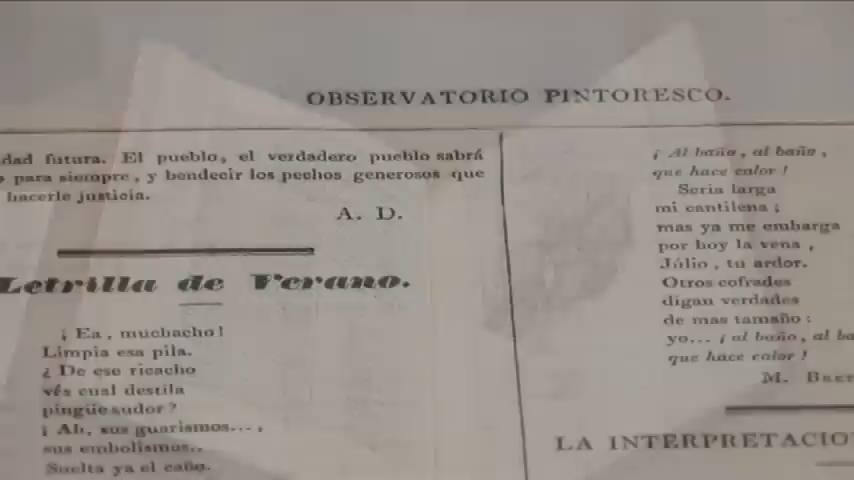 OBSERVATORIO PINTORESCO.
dad futura. El pueblo, el verdadero pueblo sabrá
para siempre, y bendecir los pechos generosos que
hacerle justicia.
A. D.
Letrilla de Verano.
¡ Ea, muchacho!
Limpia esa pila.
¿ De ese ricacho
vés cual destila
pingüe sudor?
¡ Ah, sus guarismos...,
sus embolismos..
Suelta ya el caño.
¡ Al baño, al baño,
que hace calor!
Seria larga
mi cantilena;
mas ya me embarga
por hoy la vena,
Júlio, tu ardor.
Otros cofrades
digan verdades
de mas tamaño:
yo... ¡ al baño, al ba
que hace calor!
M. Bre
LA INTERPRETACIO